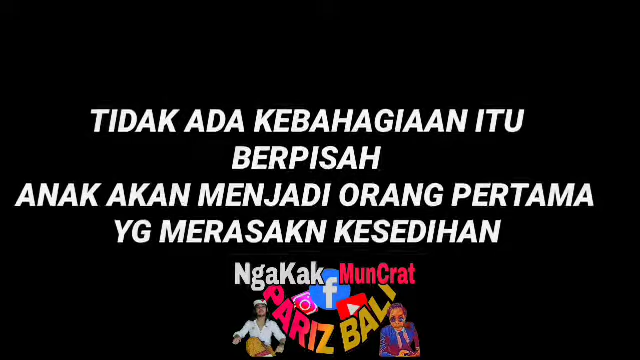 TIDAK ADA KEBAHAGIAAN ITU
BERPISAH
ANAK AKAN MENJADI ORANG PERTAMA
YG MERASAKN KESEDIHAN
NgaKak MunCrat
PARIZ BALI